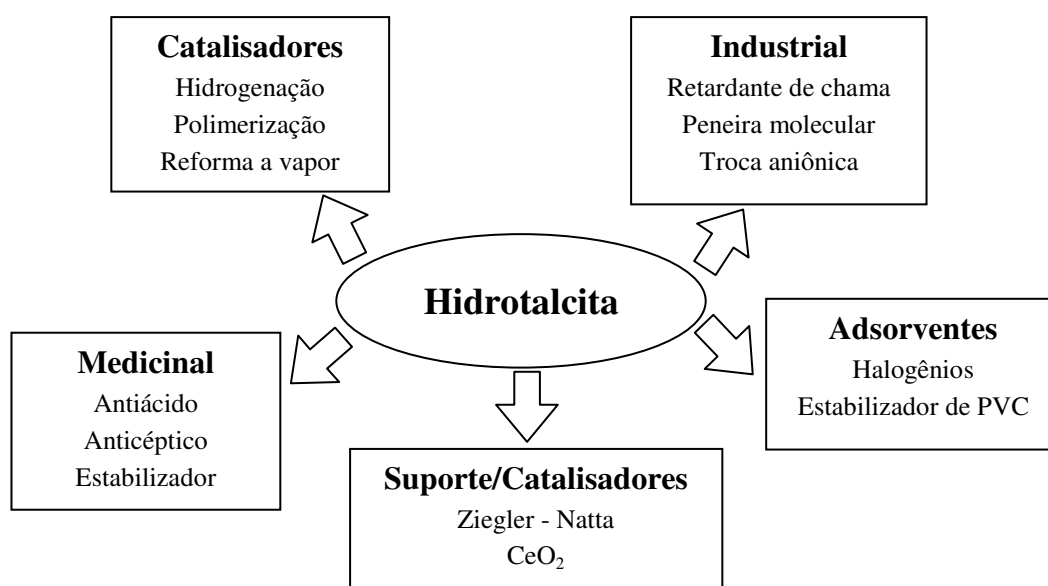 Catalisadores
Hidrogenação
Polimerização
Reforma a vapor
Industrial
Retardante de chama
Peneira molecular
Troca aniônica
Hidrotalcita
Medicinal
Antiácido
Anticéptico
Estabilizador
Adsorventes
Halogênios
Estabilizador de PVC
Suporte/Catalisadores
Ziegler - Natta
CeO₂